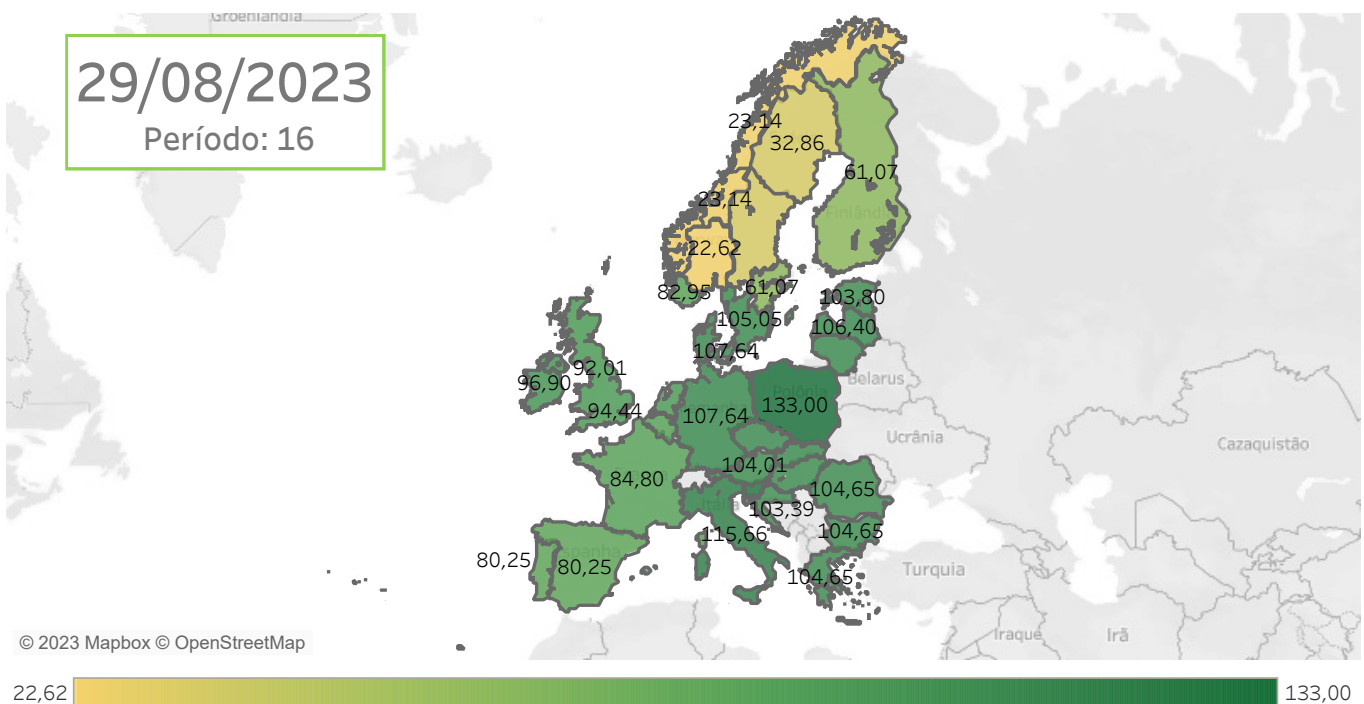 Groenlândia
29/08/2023
Período: 16
23,14
32,86
61,07
Finlândia
23,14
22,62
82,95
61,07
103,80
105,05
106,40
107,64
92,01
96,90
Belarus
Polônia
133,00
94,44
107,64
Ucrânia
Cazaquistão
104,01
84,80
104,65
Itália
103,39
115,66
104,65
Espanha
80,25
80,25
104,65
Turquia
Iraque
Irã
© 2023 Mapbox © OpenStreetMap
22,62
133,00